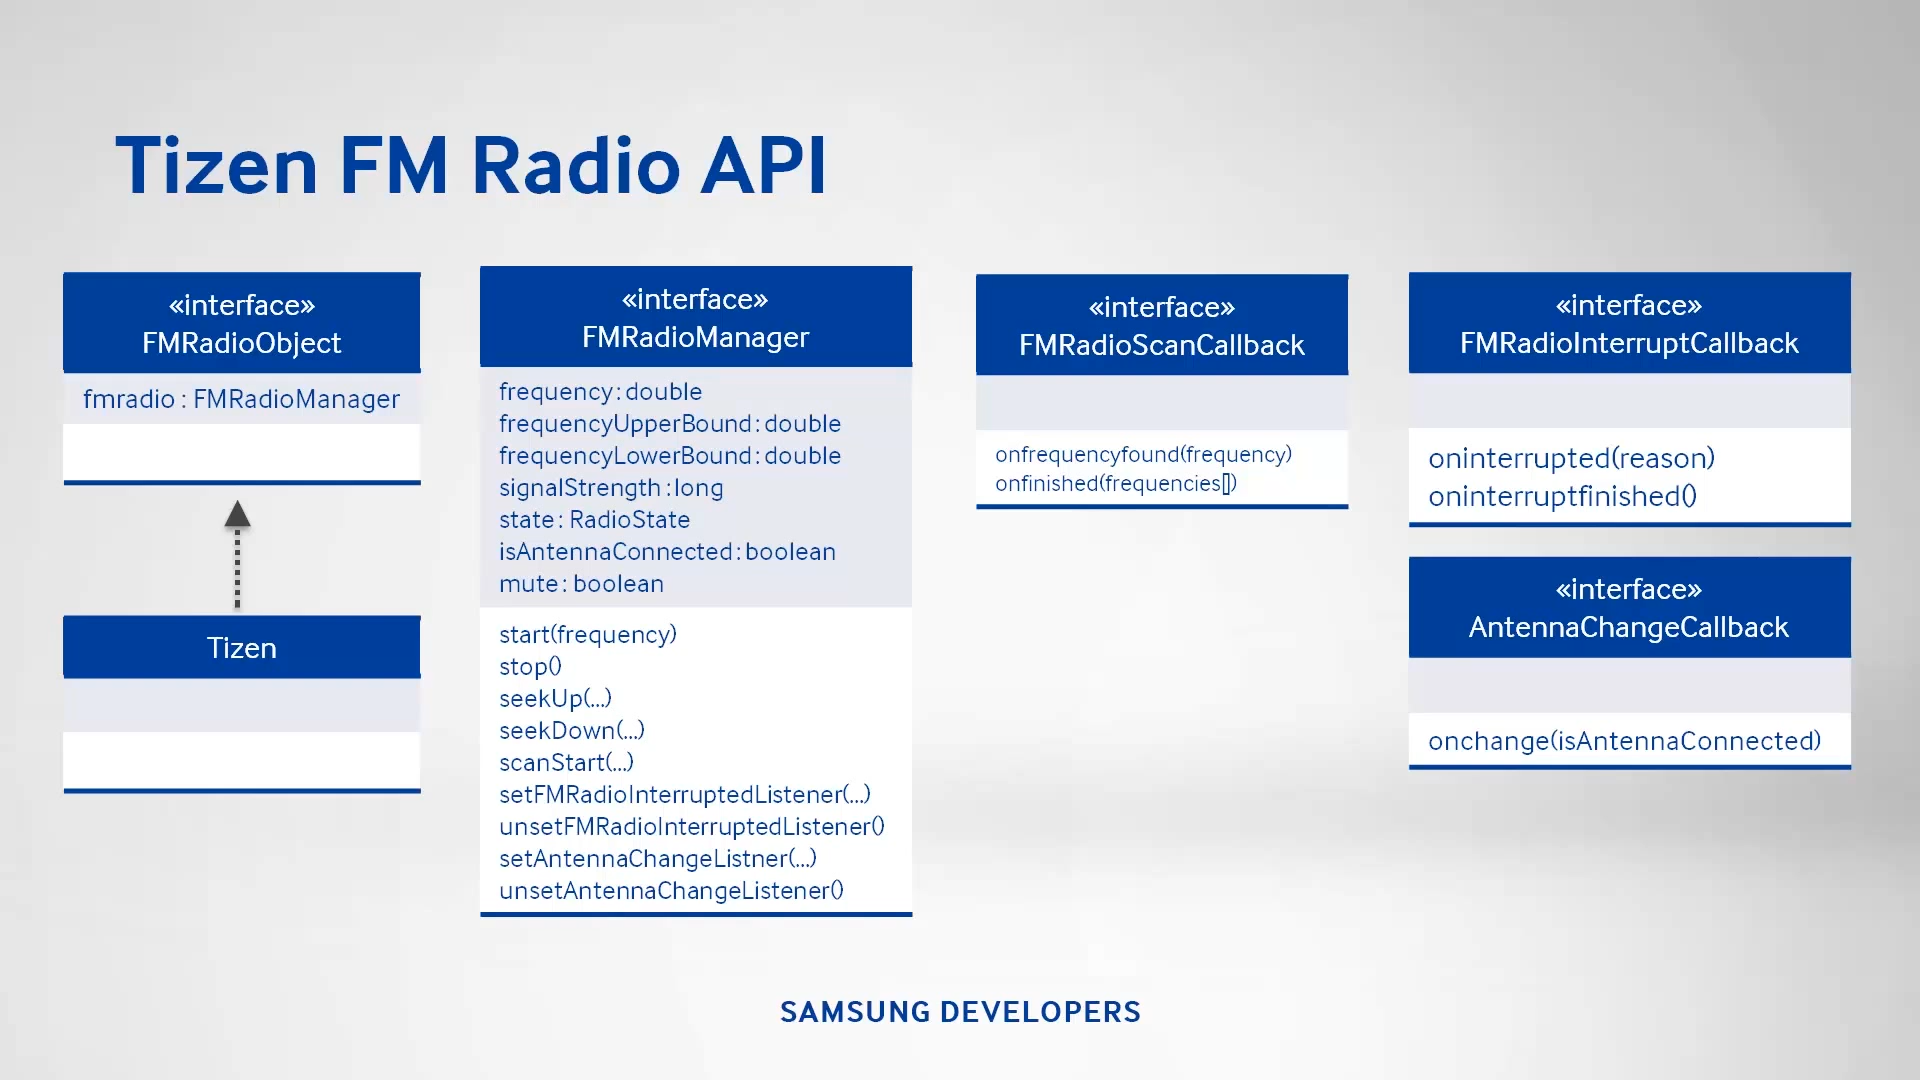 Tizen FM Radio API
«interface»
FMRadioObject
fmradio : FMRadioManager
Tizen
«interface»
FMRadioManager
frequency : double
frequencyUpperBound : double
frequencyLowerBound : double
signalStrength : long
state : RadioState
isAntennaConnected : boolean
mute : boolean
start(frequency)
stop()
seekUp(...)
seekDown(...)
scanStart(...)
setFMRadioInterruptedListener(...)
unsetFMRadioInterruptedListener()
setAntennaChangeListner(...)
unsetAntennaChangeListener()
«interface»
FMRadioScanCallback
onfrequencyfound(frequency)
onfinished(frequencies[])
«interface»
FMRadioInterruptCallback
oninterrupted(reason)
oninterruptfinished()
«interface»
AntennaChangeCallback
onchange(isAntennaConnected)
SAMSUNG DEVELOPERS